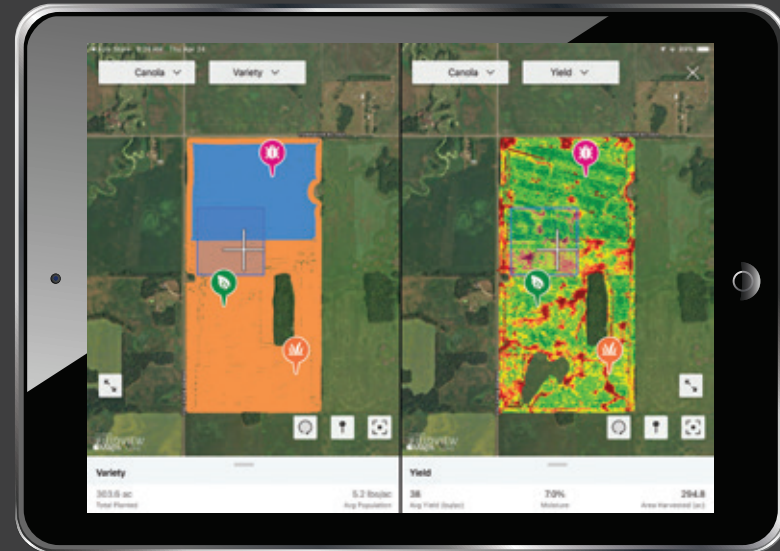 Canola
Variety
Canola
Yield
Variety
303.6 ac
Total Planted
5.2 lbs/ac
Avg Population
Yield
38
Avg Yield (bu/ac)
7.0%
Moisture
294.8
Area Harvested (ac)